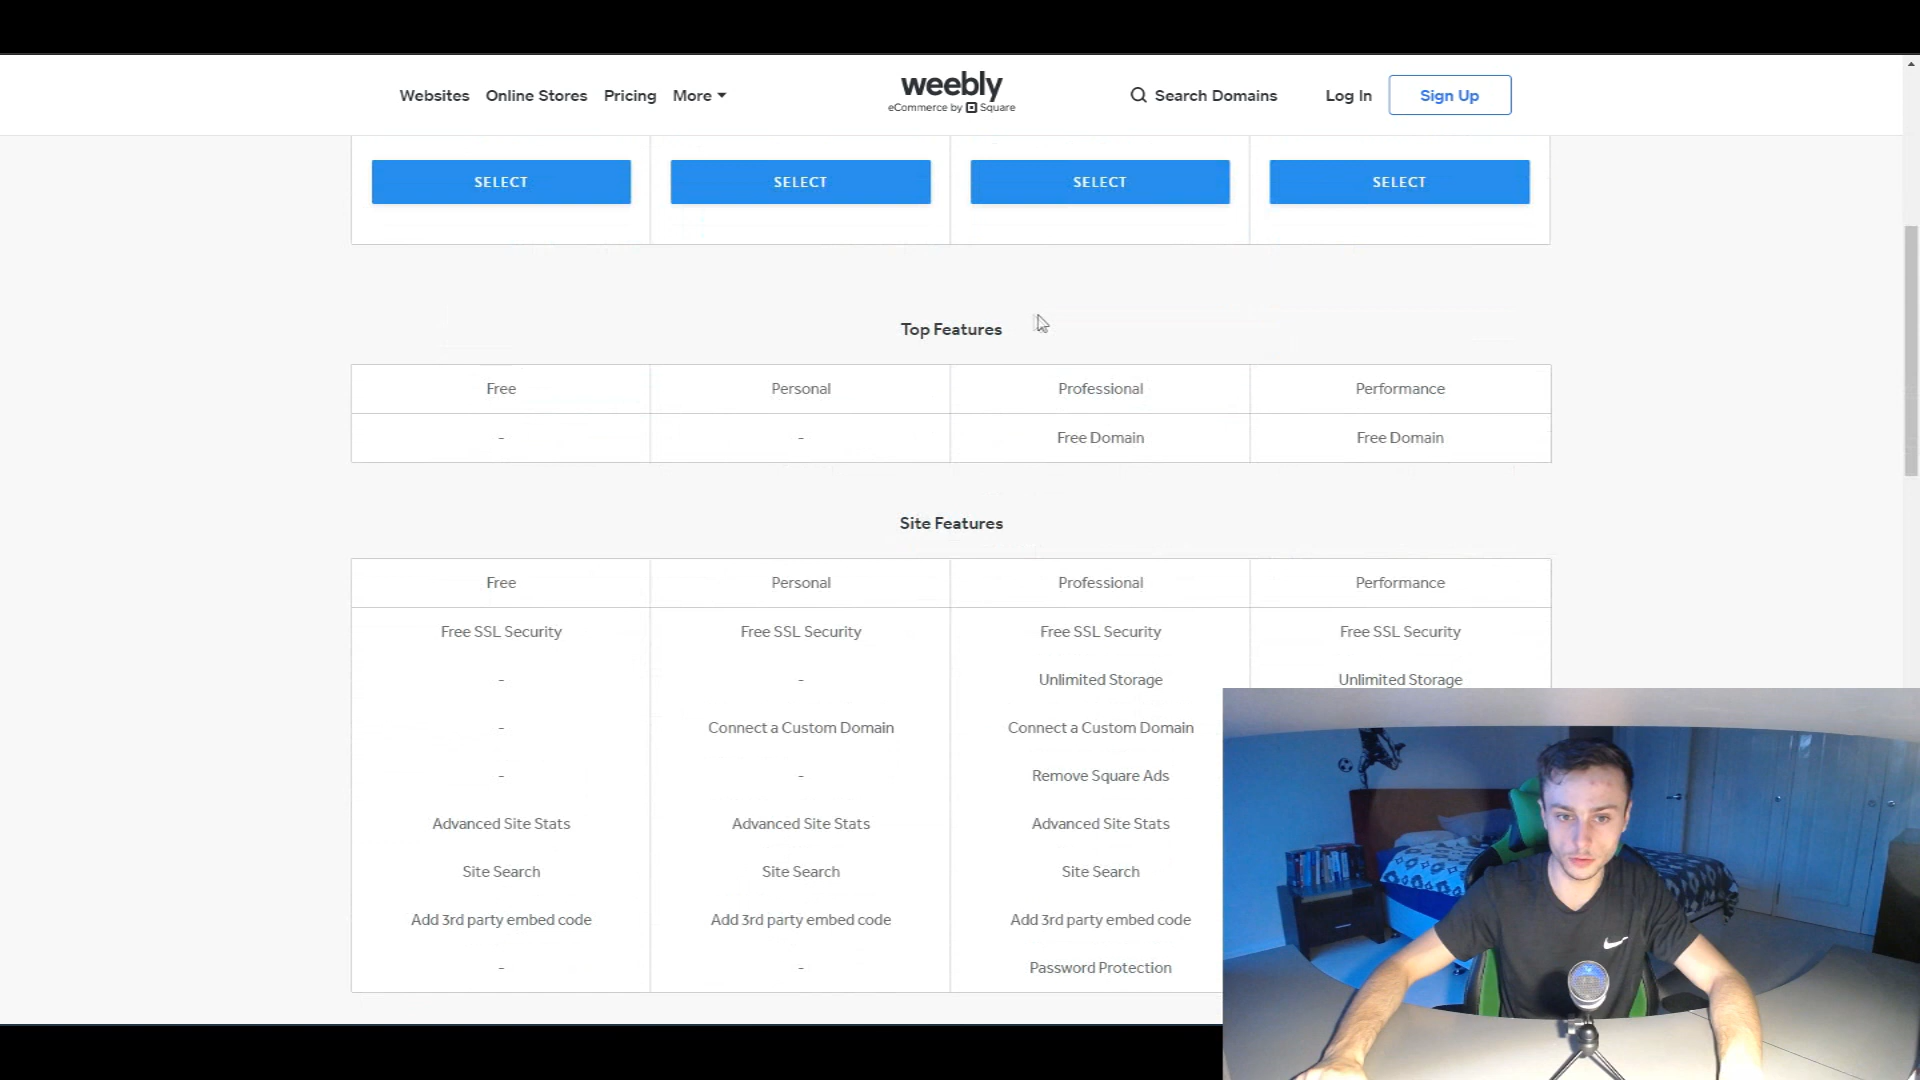 Websites Online Stores Pricing More
weebly
eCommerce by Square
Search Domains Log In Sign Up
SELECT SELECT SELECT SELECT
Top Features
Free Personal Professional Performance
- - Free Domain Free Domain
Site Features
Free Personal Professional Performance
Free SSL Security Free SSL Security Free SSL Security Free SSL Security
- - Unlimited Storage Unlimited Storage
- Connect a Custom Domain Connect a Custom Domain
- - Remove Square Ads
Advanced Site Stats Advanced Site Stats Advanced Site Stats
Site Search Site Search Site Search
Add 3rd party embed code Add 3rd party embed code Add 3rd party embed code
- - Password Protection